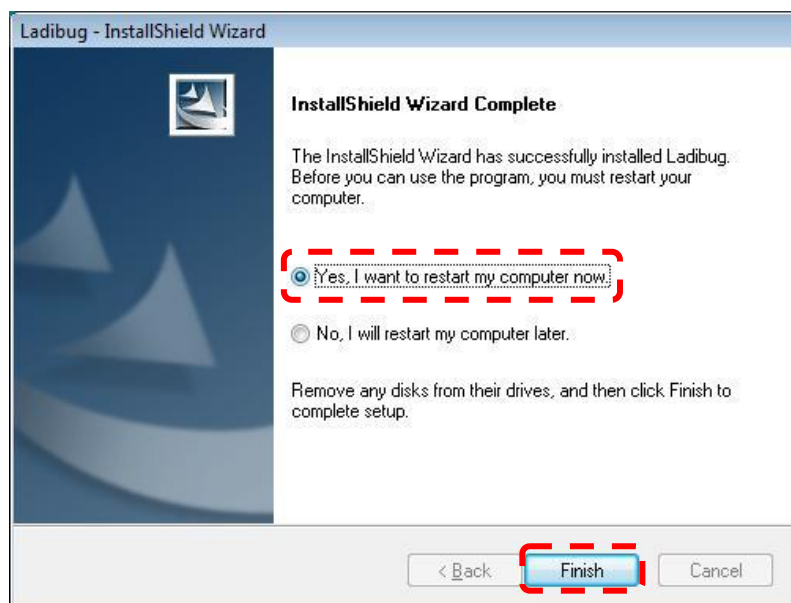 Ladibug - InstallShield Wizard
InstallShield Wizard Complete
The InstallShield Wizard has successfully installed Ladibug.
Before you can use the program, you must restart your
computer.
Yes, I want to restart my computer now.
No, I will restart my computer later.
Remove any disks from their drives, and then click Finish to
complete setup.
< Back Finish Cancel